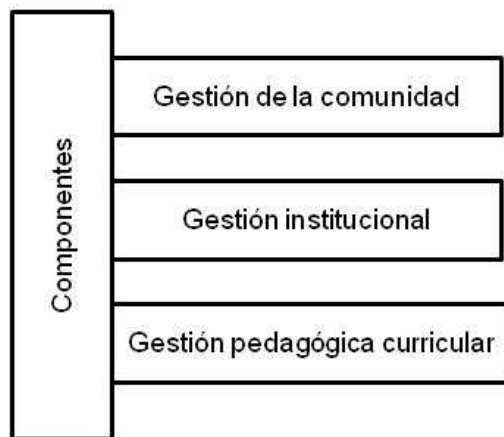 Componentes
Gestión de la comunidad
Gestión institucional
Gestión pedagógica curricular